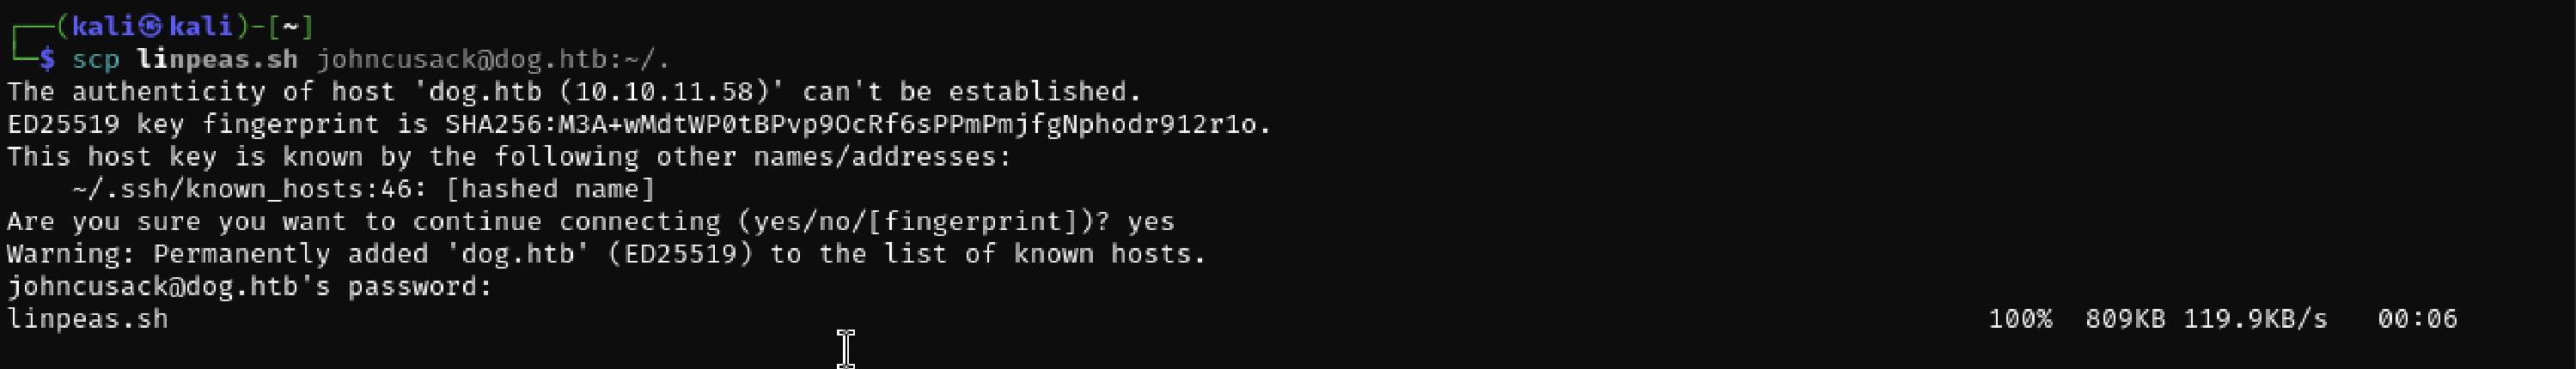 ┌──(kali㉿kali)-[~]
└─$ scp linpeas.sh johncusack@dog.htb:~/.
The authenticity of host 'dog.htb (10.10.11.58)' can't be established.
ED25519 key fingerprint is SHA256:M3A+wMdtWP0tBPvp9OcRf6sPPmPmjfgNphodr912r1o.
This host key is known by the following other names/addresses:
    ~/.ssh/known_hosts:46: [hashed name]
Are you sure you want to continue connecting (yes/no/[fingerprint])? yes
Warning: Permanently added 'dog.htb' (ED25519) to the list of known hosts.
johncusack@dog.htb's password:
linpeas.sh 100% 809KB 119.9KB/s 00:06